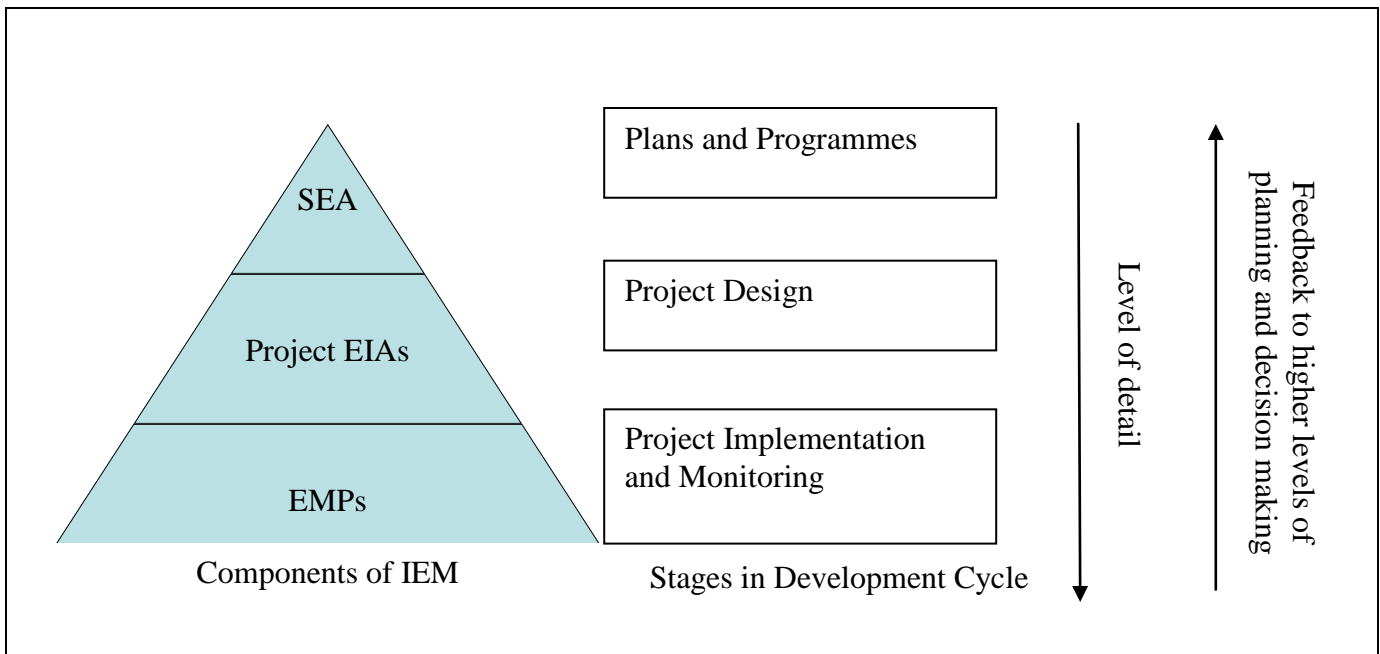 SEA
Project EIAs
EMPs
Components of IEM
Plans and Programmes
Project Design
Project Implementation
and Monitoring
Stages in Development Cycle
Level of detail
Feedback to higher levels of
planning and decision making